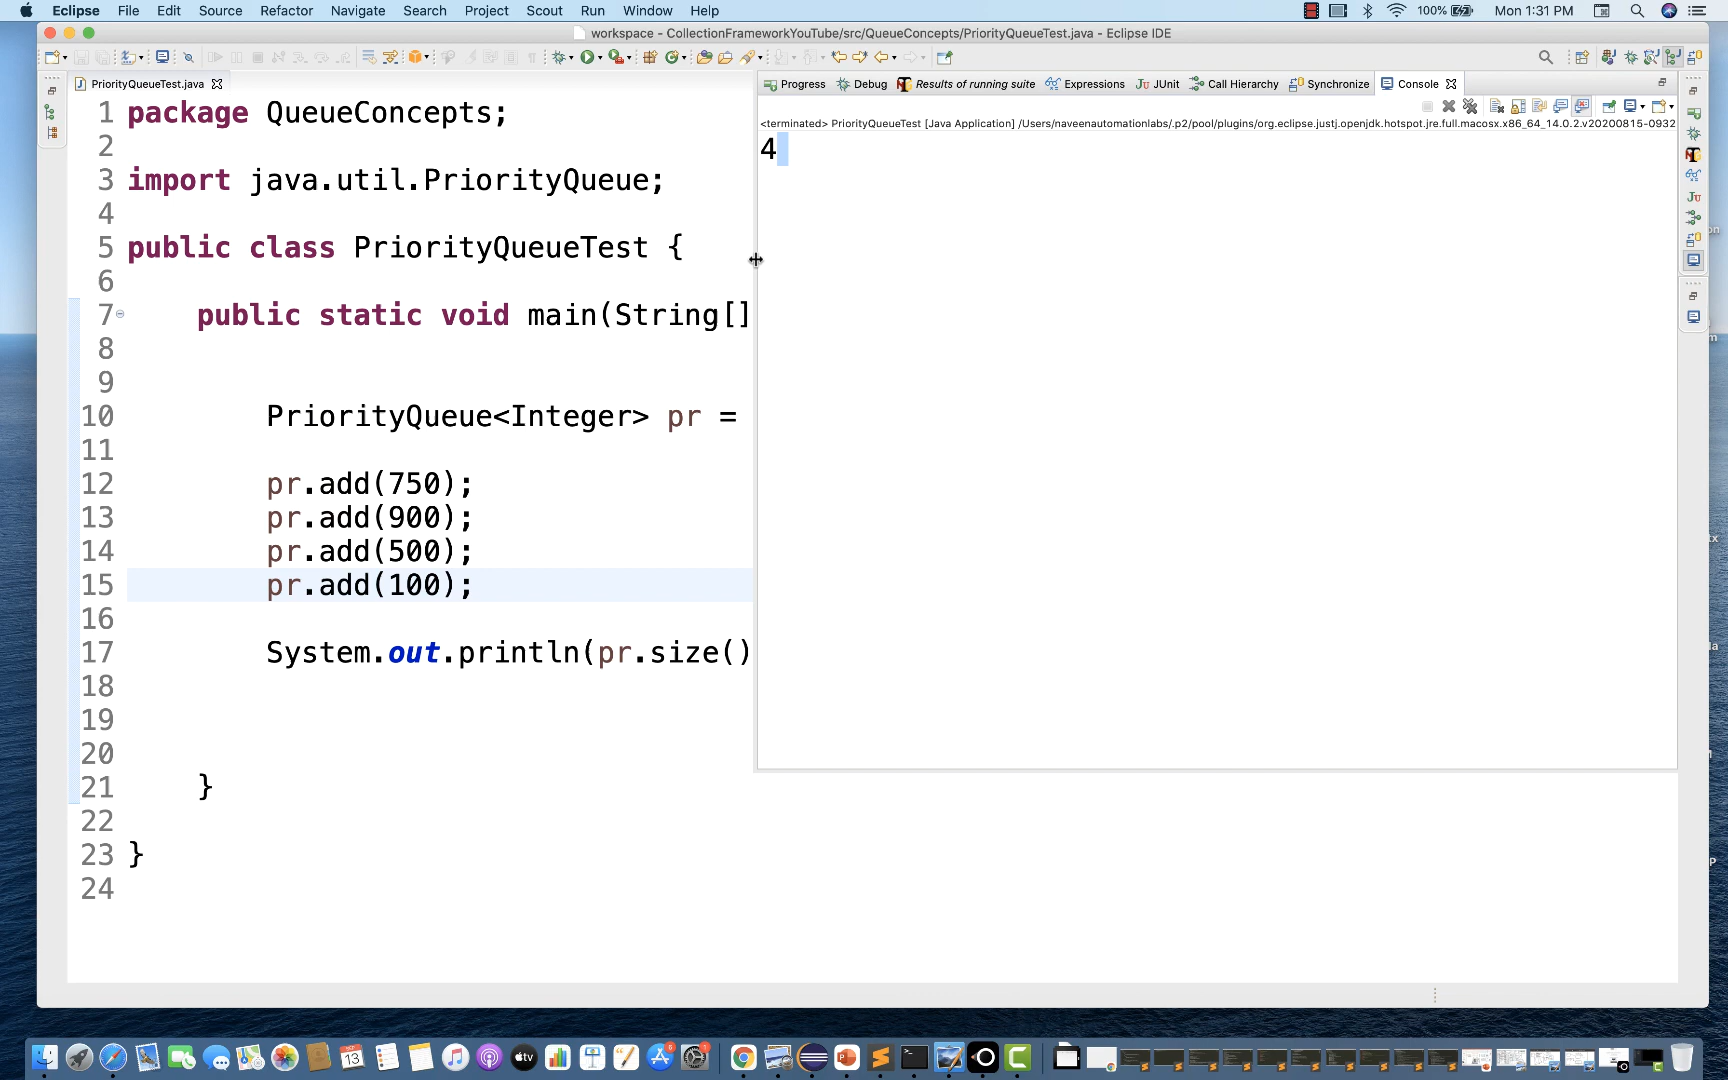 Eclipse File Edit Source Refactor Navigate Search Project Scout Run Window Help 100% Mon 1:31 PM
workspace - CollectionFrameworkYouTube/src/QueueConcepts/PriorityQueueTest.java - Eclipse IDE
PriorityQueueTest.java
Progress Debug Results of running suite Expressions JUnit Call Hierarchy Synchronize Console
<terminated> PriorityQueueTest [Java Application] /Users/naveenautomationlabs/.p2/pool/plugins/org.eclipse.justj.openjdk.hotspot.jre.full.macosx.x86_64_14.0.2.v20200815-0932
4
1 package QueueConcepts;
2
3 import java.util.PriorityQueue;
4
5 public class PriorityQueueTest {
6
7 public static void main(String[]
8
9
10 PriorityQueue<Integer> pr =
11
12 pr.add(750);
13 pr.add(900);
14 pr.add(500);
15 pr.add(100);
16
17 System.out.println(pr.size()
18
19
20
21 }
22
23 }
24